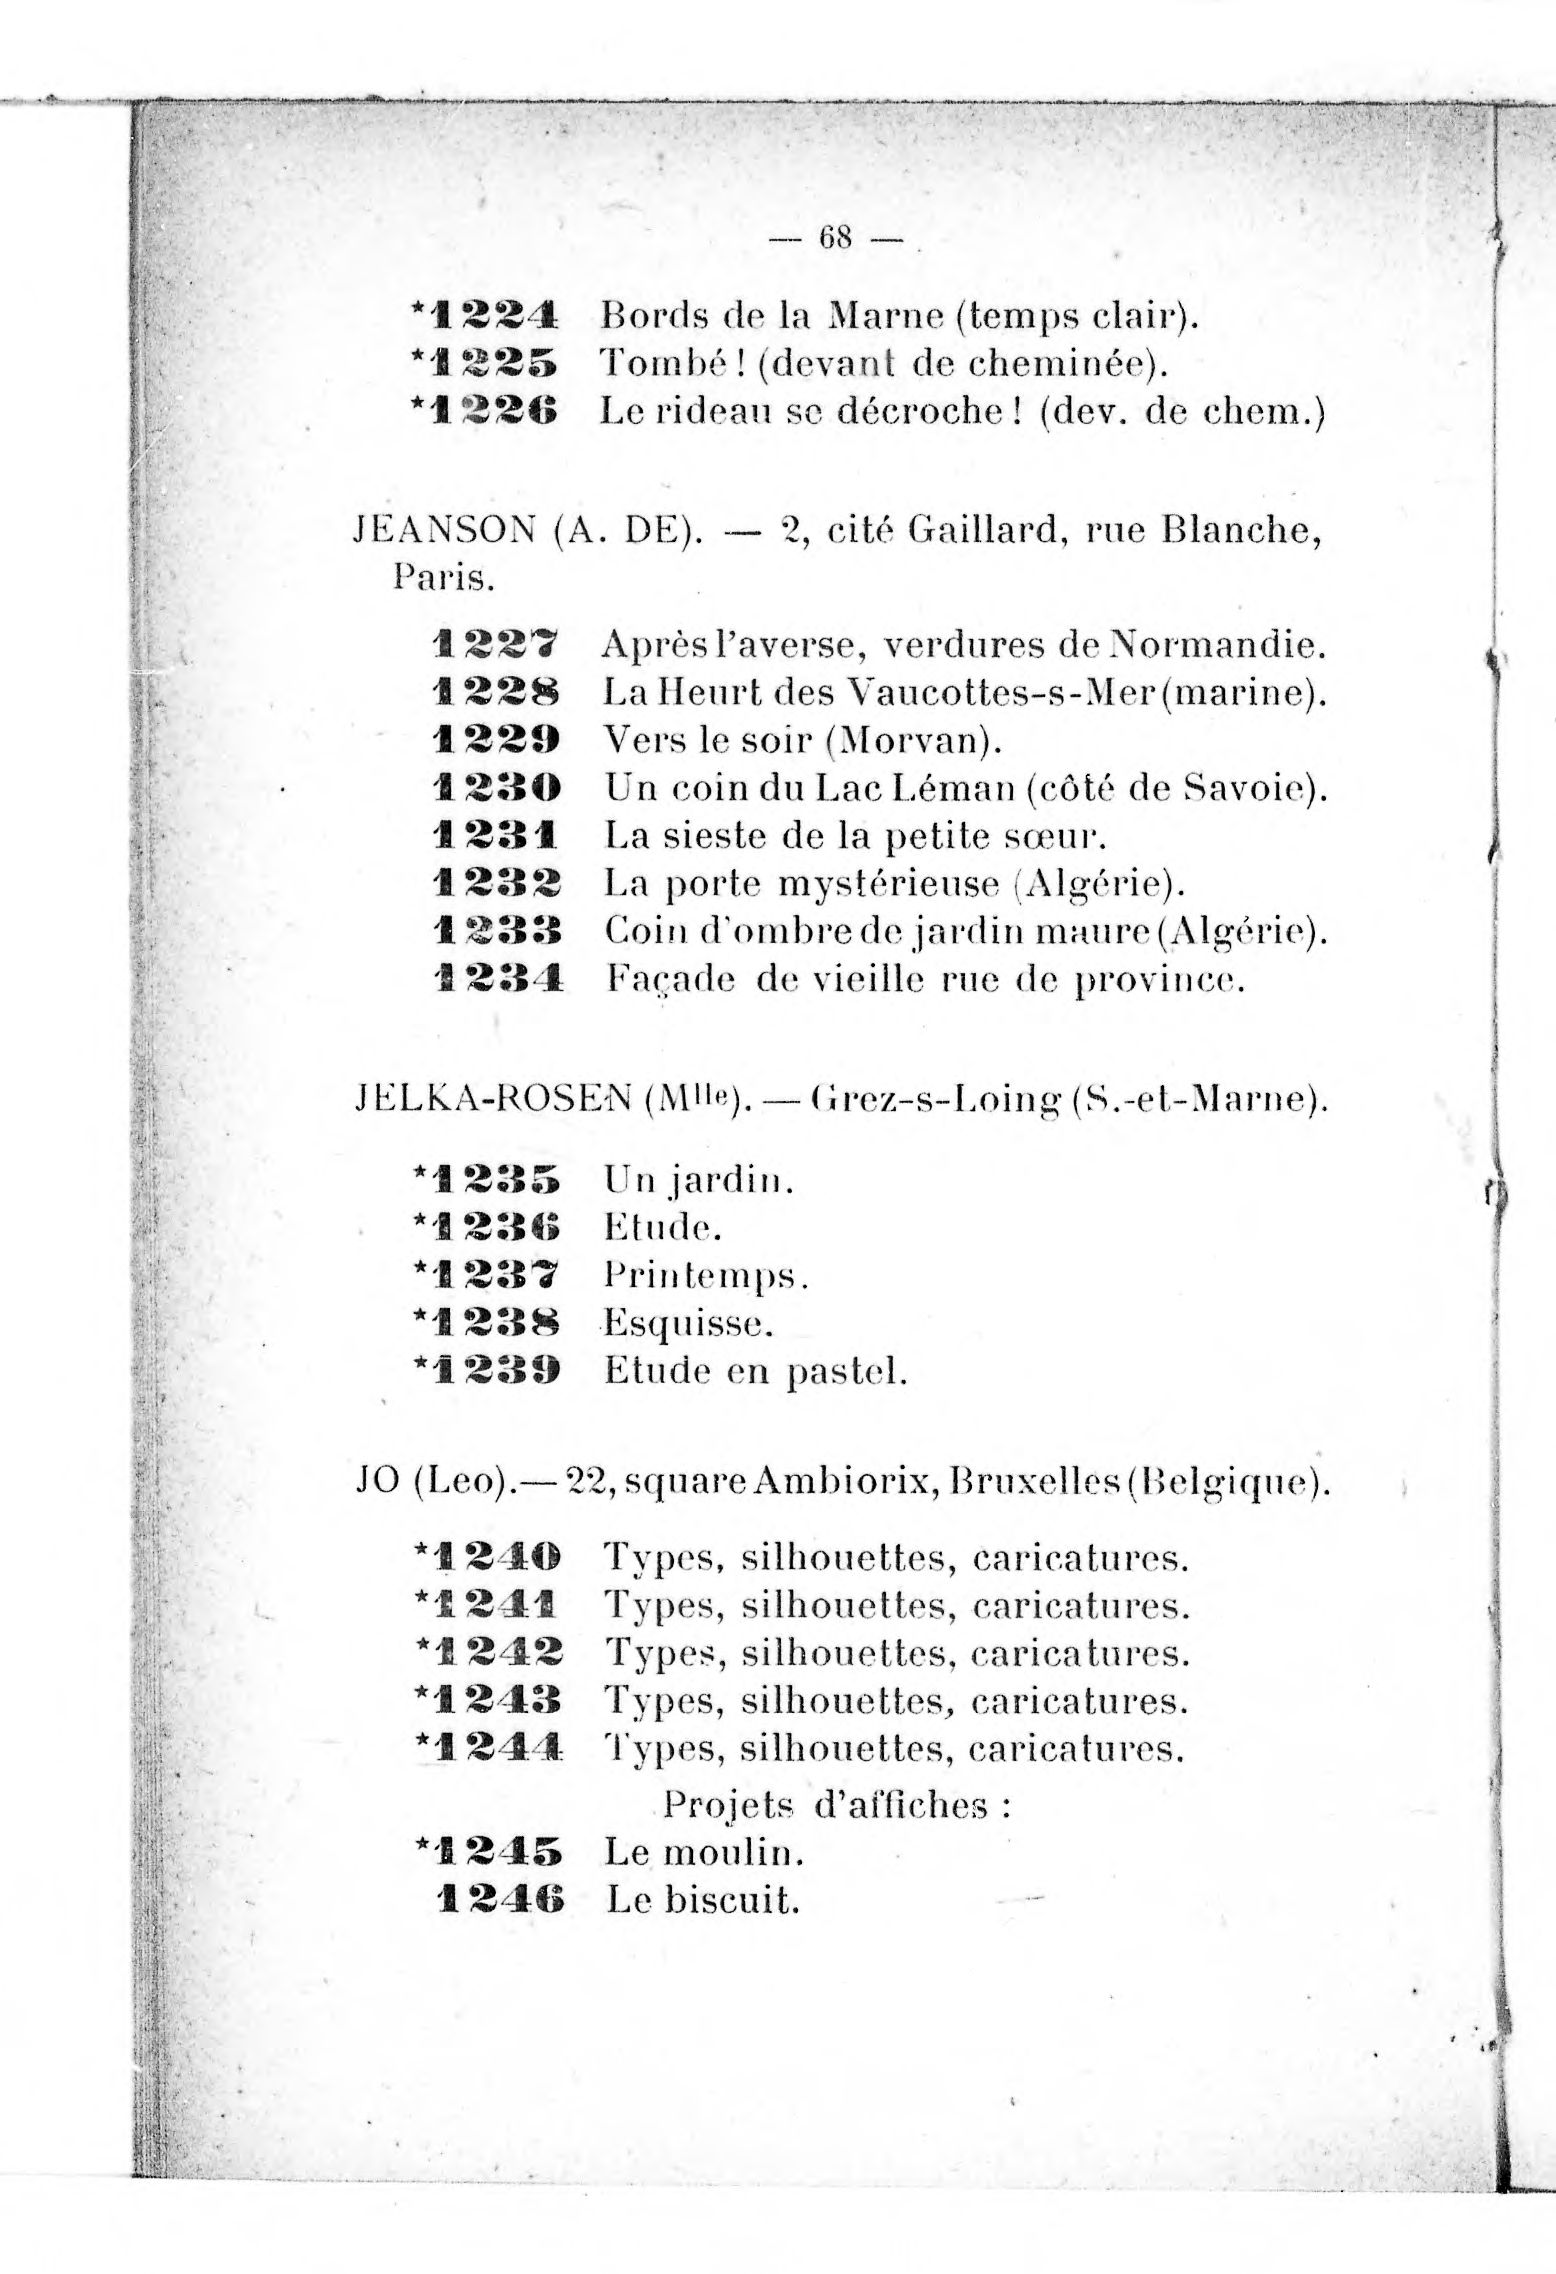 — 68 —
*1224 Bords de la Marne (temps clair).
*1225 Tombé ! (devant de cheminée).
*1226 Le rideau se décroche ! (dev. de chem.)
JEANSON (A. DE). — 2, cité Gaillard, rue Blanche,
Paris.
1227 Après l'averse, verdures de Normandie.
1228 La Heurt des Vaucottes-s-Mer (marine).
1229 Vers le soir (Morvan).
1230 Un coin du Lac Léman (côté de Savoie).
1231 La sieste de la petite sœur.
1232 La porte mystérieuse (Algérie).
1233 Coin d'ombre de jardin maure (Algérie).
1234 Façade de vieille rue de province.
JELKA-ROSEN (Mlle). — Grez-s-Loing (S.-et-Marne).
*1235 Un jardin.
*1236 Etude.
*1237 Printemps.
*1238 Esquisse.
*1239 Etude en pastel.
JO (Leo). — 22, square Ambiorix, Bruxelles (Belgique).
*1240 Types, silhouettes, caricatures.
*1241 Types, silhouettes, caricatures.
*1242 Types, silhouettes, caricatures.
*1243 Types, silhouettes, caricatures.
*1244 Types, silhouettes, caricatures.
Projets d'affiches :
*1245 Le moulin.
1246 Le biscuit.